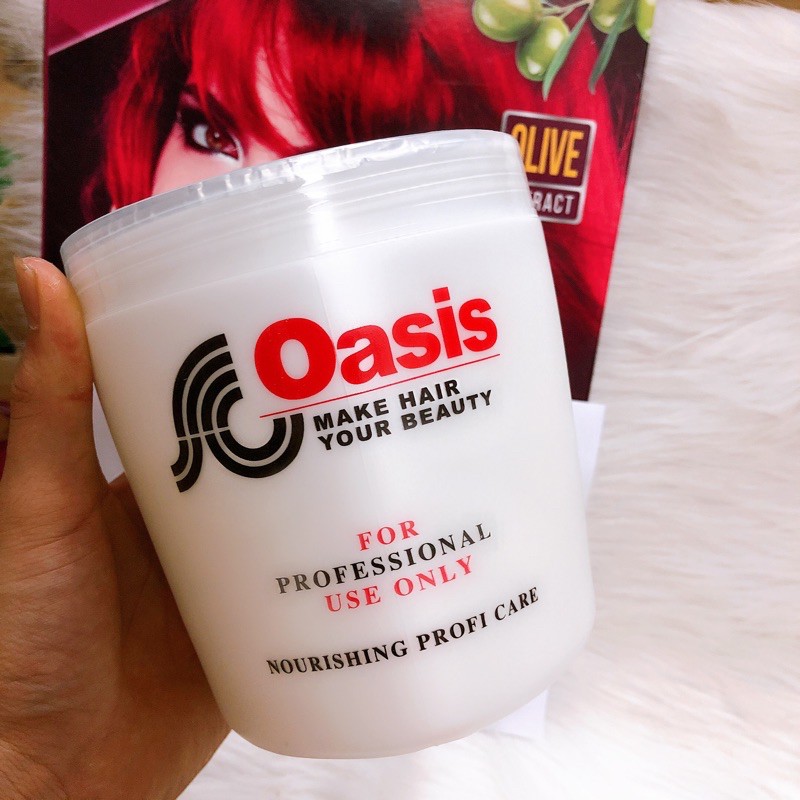 OLIVE
Oasis
MAKE HAIR
YOUR BEAUTY
FOR
PROFESSIONAL
USE ONLY
NOURISHING PROFI CARE